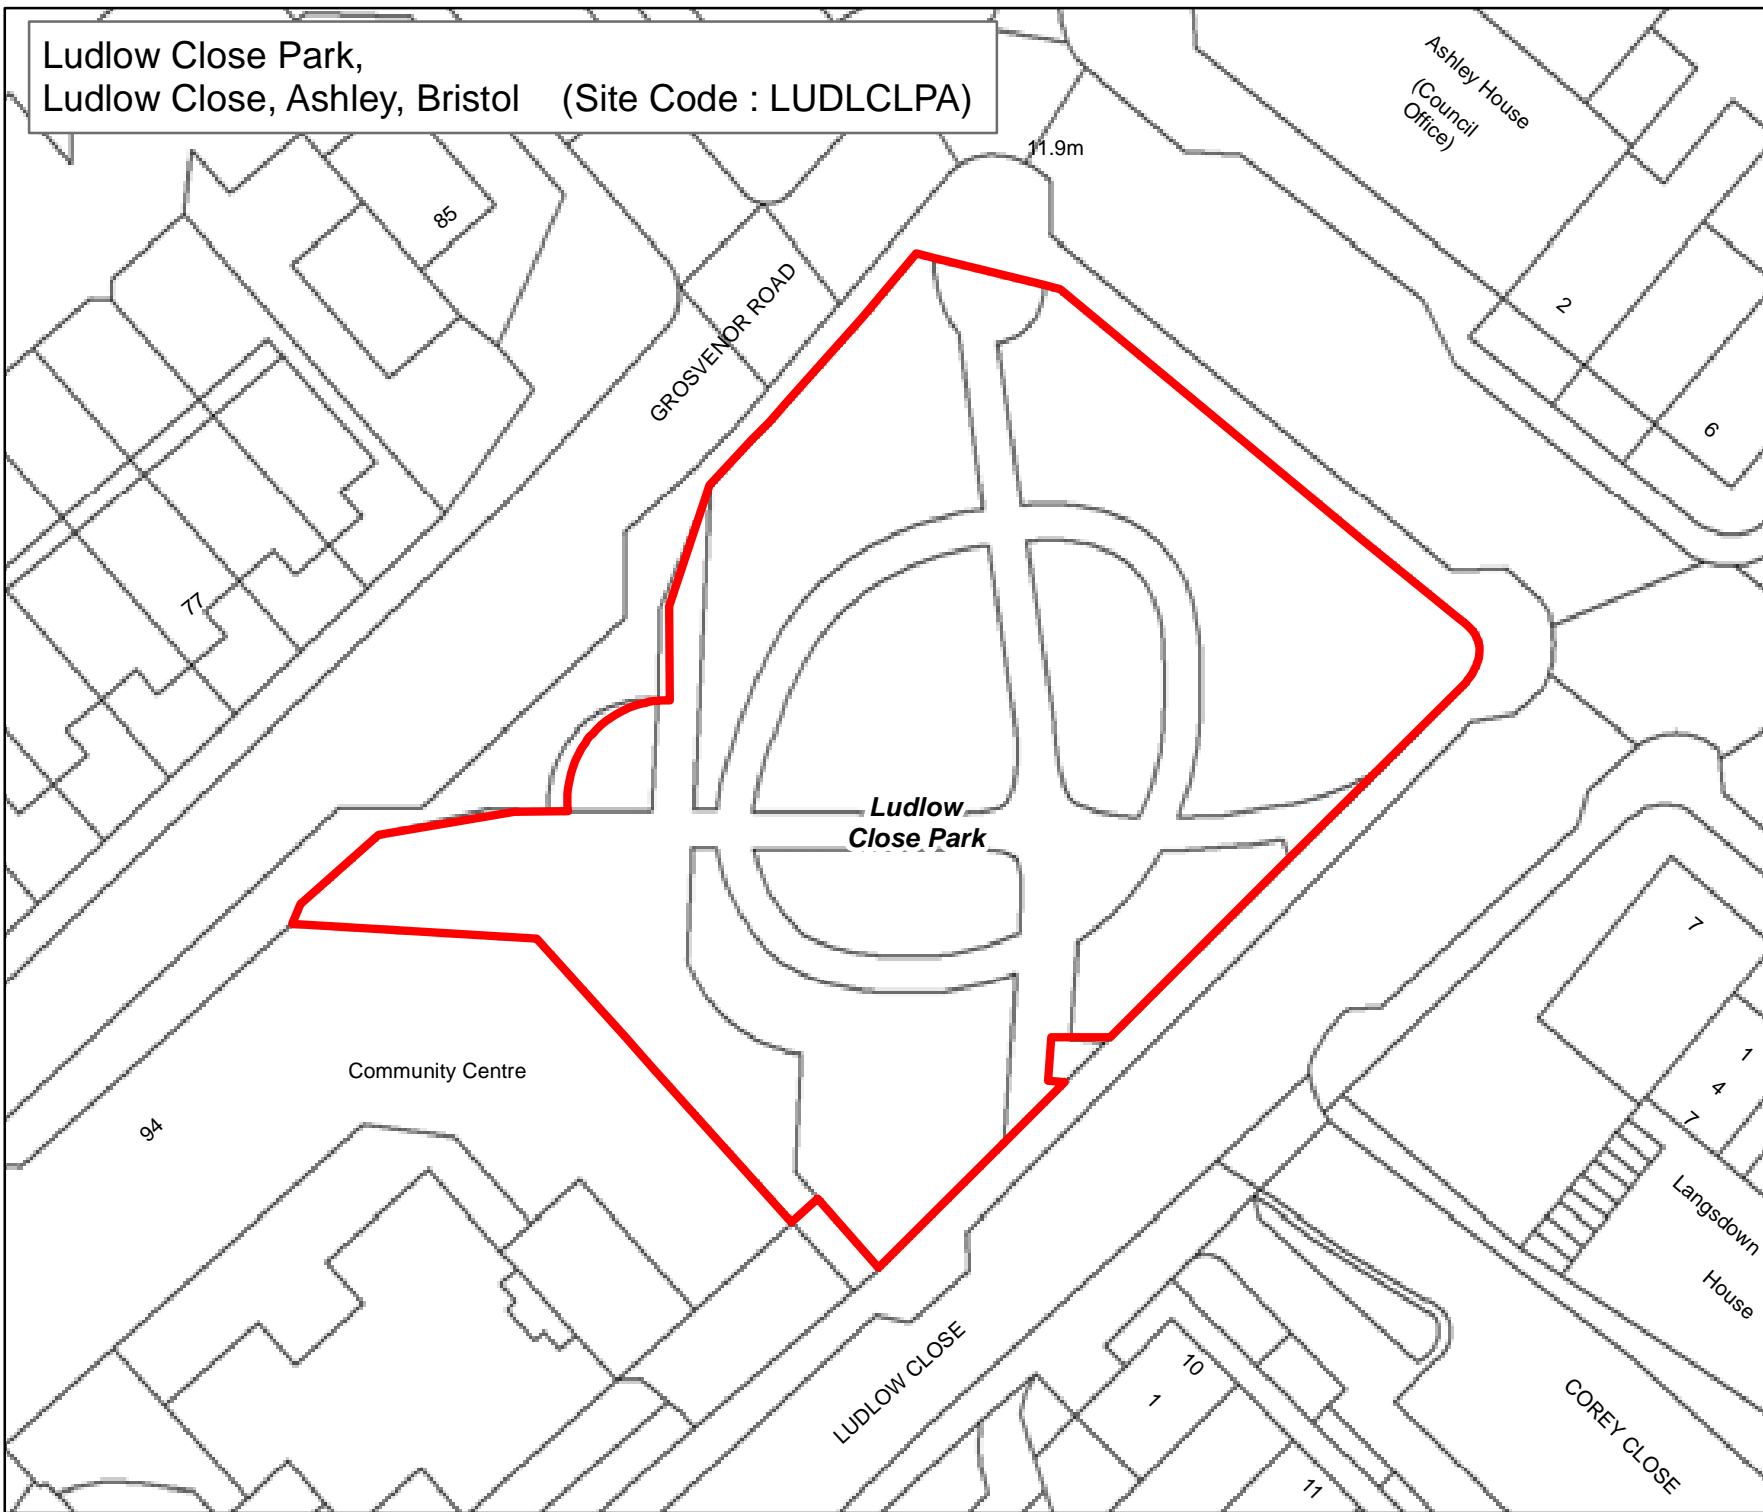 Ludlow Close Park,
Ludlow Close, Ashley, Bristol (Site Code : LUDLCLPA)
Ashley House
(Council
Office)
11.9m
85
GROSVENOR ROAD
2
6
77
Ludlow
Close Park
7
Community Centre
1
4
7
94
Langsdown
House
LUDLOW CLOSE
10
1
COREY CLOSE
11